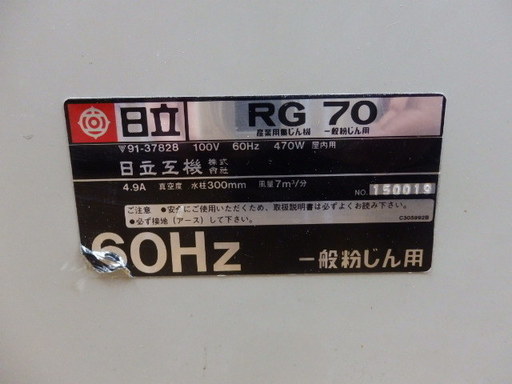 日立 RG 70
産業用集じん機 一般粉じん用
〒91-37828 100V 60Hz 470W 屋内用
日立工機 株式会社
4.9A 真空度 水柱300mm 風量7m³/分 NO. 150019
ご注意 ●安全にご使用いただくため、取扱説明書は必ずよくお読み下さい。
●必ず接地(アース)して下さい。
60Hz 一般粉じん用